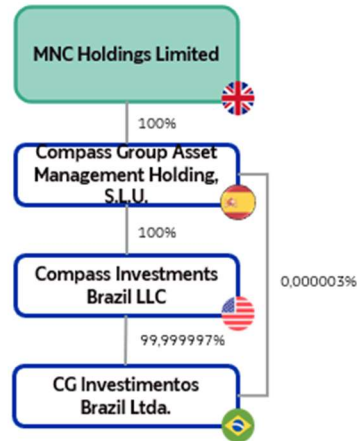 MNC Holdings Limited
100%
Compass Group Asset
Management Holding,
S.L.U.
100%
Compass Investments
Brazil LLC
0,000003%
99,999997%
CG Investimentos
Brazil Ltda.